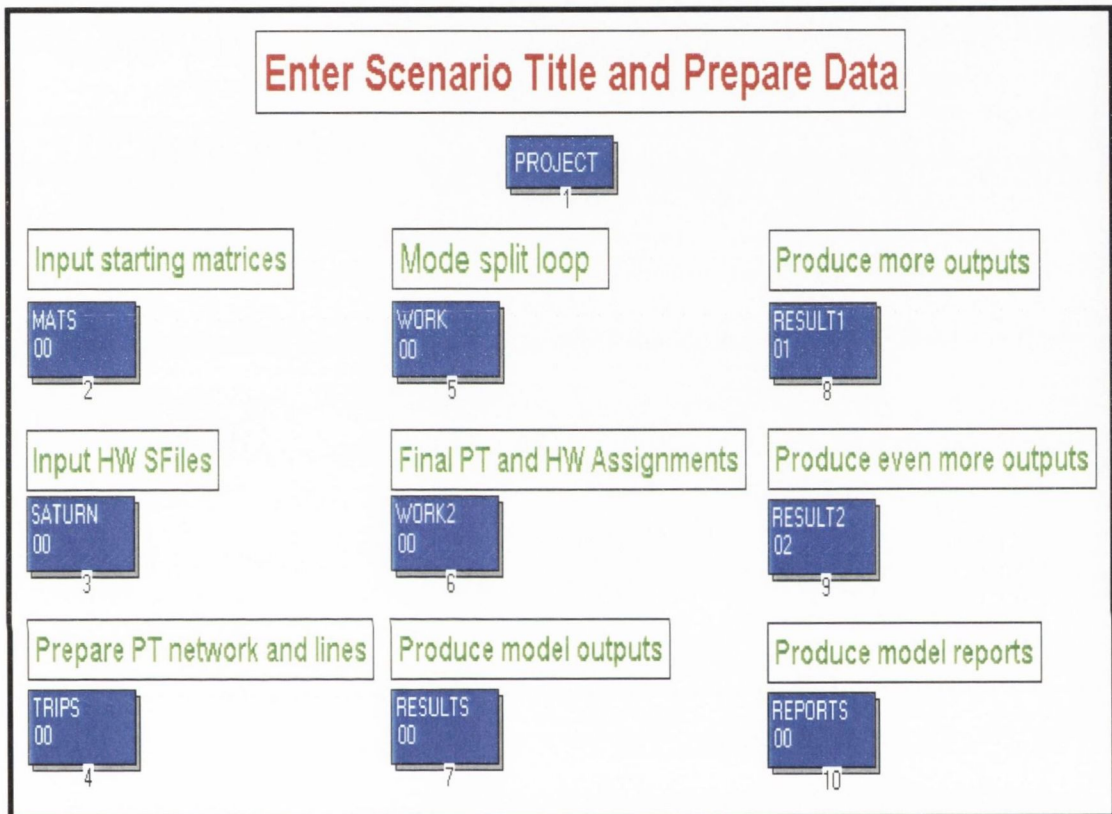 Enter Scenario Title and Prepare Data
PROJECT
1
Input starting matrices
MATS
00
2
Input HW SFiles
SATURN
00
3
Prepare PT network and lines
TRIPS
00
4
Mode split loop
WORK
00
5
Final PT and HW Assignments
WORK2
00
6
Produce model outputs
RESULTS
00
7
Produce more outputs
RESULT1
01
8
Produce even more outputs
RESULT2
02
9
Produce model reports
REPORTS
00
10